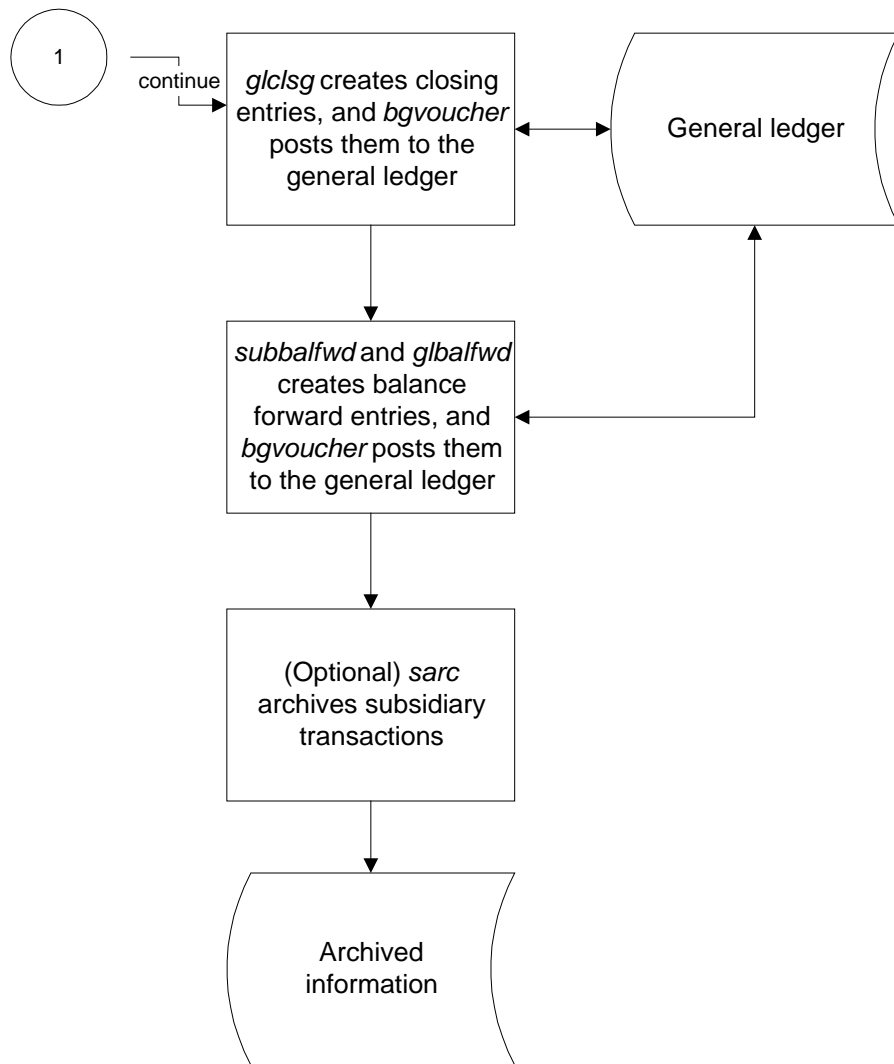 1
continue
glclsg creates closing
entries, and bgvoucher
posts them to the
general ledger
General ledger
subbalfwd and glbalfwd
creates balance
forward entries, and
bgvoucher posts them
to the general ledger
(Optional) sarc
archives subsidiary
transactions
Archived
information